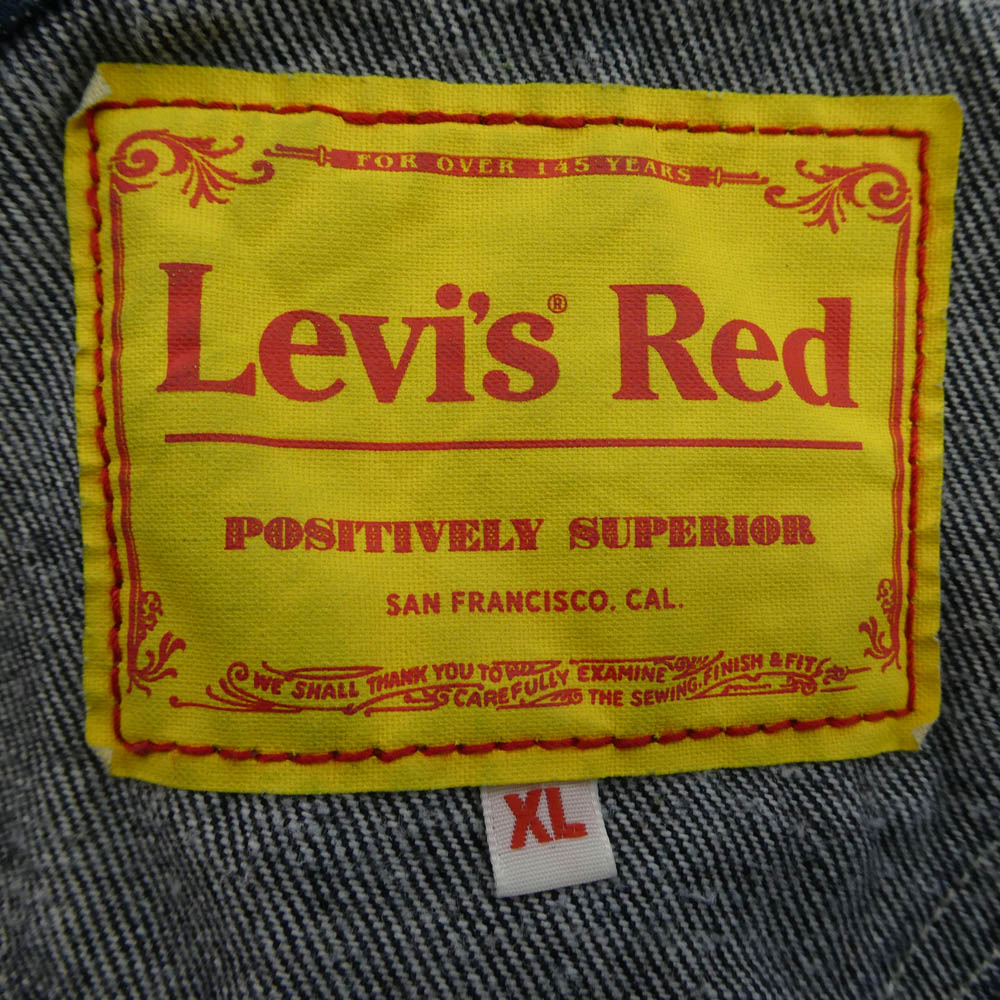 FOR OVER 145 YEARS
Levi's® Red
POSITIVELY SUPERIOR
SAN FRANCISCO. CAL.
WE SHALL THANK YOU TO EXAMINE FINISH & FIT
CAREFULLY THE SEWING,
XL